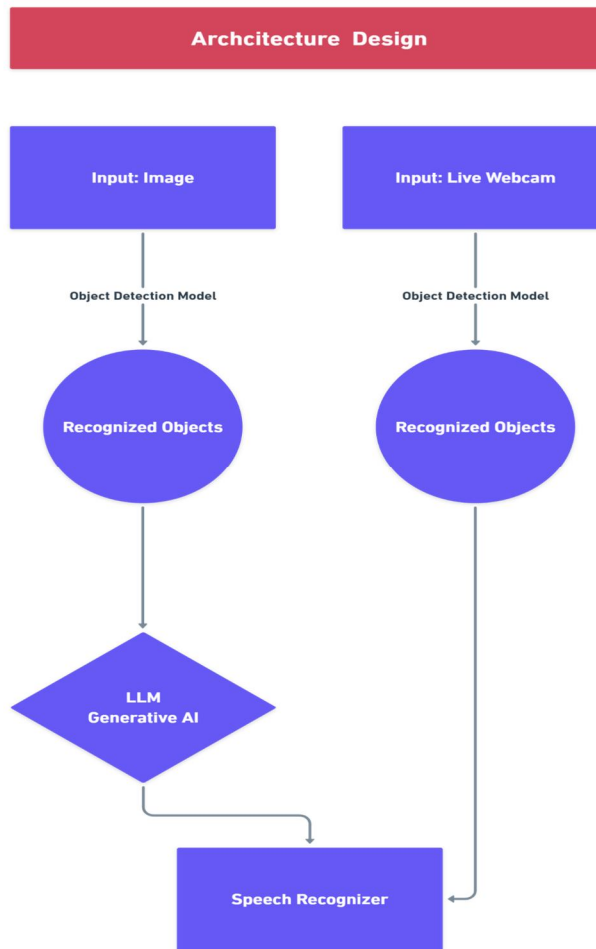 Archcitecture Design
Input: Image
Input: Live Webcam
Object Detection Model
Object Detection Model
Recognized Objects
Recognized Objects
LLM
Generative AI
Speech Recognizer